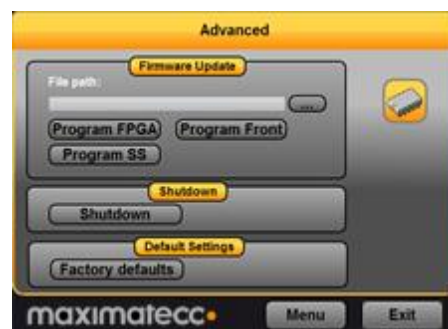 Advanced
Firmware Update
File path:
...
Program FPGA Program Front
Program SS
Shutdown
Shutdown
Default Settings
Factory defaults
maximatecc
Menu Exit